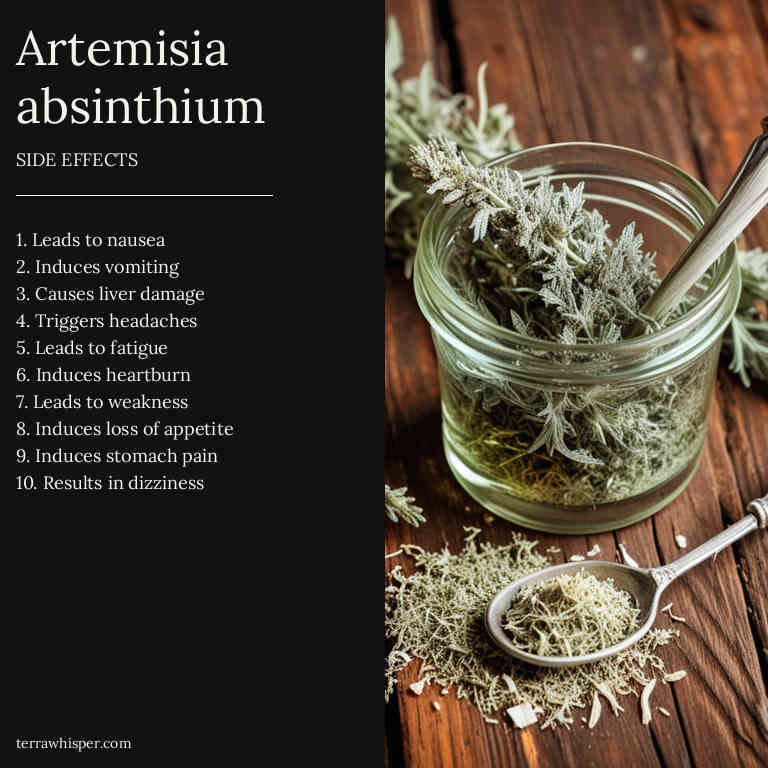 Artemisia
absinthium
SIDE EFFECTS
1. Leads to nausea
2. Induces vomiting
3. Causes liver damage
4. Triggers headaches
5. Leads to fatigue
6. Induces heartburn
7. Leads to weakness
8. Induces loss of appetite
9. Induces stomach pain
10. Results in dizziness
terrawhisper.com